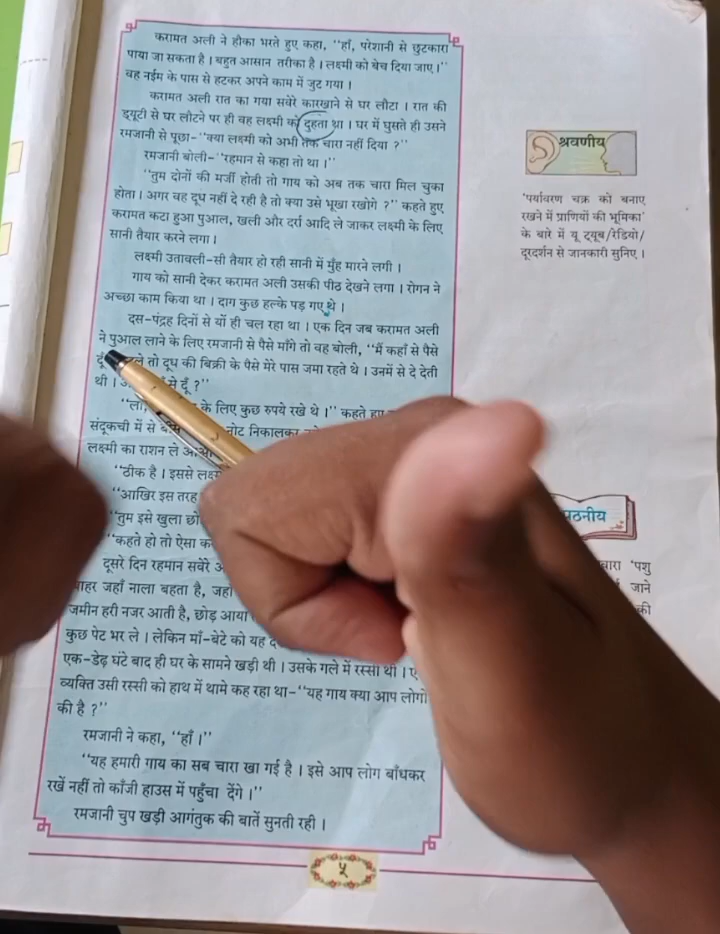 करामत अली ने हौका भरते हुए कहा, ‘‘हाँ, परेशानी से छुटकारा
पाया जा सकता है । बहुत आसान तरीका है । लक्ष्मी को बेच दिया जाए ।’’
वह नईम के पास से हटकर अपने काम में जुट गया ।
करामत अली रात का गया सवेरे कारखाने से घर लौटा । रात की
ड्यूटी से घर लौटने पर ही वह लक्ष्मी को दुहता था । घर में घुसते ही उसने
रमजानी से पूछा-‘‘क्या लक्ष्मी को अभी तक चारा नहीं दिया ?’’
रमजानी बोली-‘‘रहमान से कहा तो था ।’’
‘‘तुम दोनों की मर्जी होती तो गाय को अब तक चारा मिल चुका
होता । अगर वह दूध नहीं दे रही है तो क्या उसे भूखा रखोगे ?’’ कहते हुए
करामत कटा हुआ पुआल, खली और दर्रा आदि ले जाकर लक्ष्मी के लिए
सानी तैयार करने लगा ।
लक्ष्मी उतावली-सी तैयार हो रही सानी में मुँह मारने लगी ।
गाय को सानी देकर करामत अली उसकी पीठ देखने लगा । रोगन ने
अच्छा काम किया था । दाग कुछ हल्के पड़ गए थे ।
दस-पंद्रह दिनों से यों ही चल रहा था । एक दिन जब करामत अली
ने पुआल लाने के लिए रमजानी से पैसे माँगे तो वह बोली, ‘‘मैं कहाँ से पैसे
तो दूध की बिक्री के पैसे मेरे पास जमा रहते थे । उनमें से दे देती
थी । से दूँ ?’’
के लिए कुछ रुपये रखे थे ।’’ कहते हुए
संदूकची में से नोट निकालकर
लक्ष्मी का राशन ले
‘‘ठीक है । इससे
‘‘आखिर इस तरह
‘‘तुम इसे खुला
‘‘कहते हो तो ऐसा
दूसरे दिन रहमान सवेरे
बाहर जहाँ नाला बहता है, जहाँ
जमीन हरी नजर आती है, छोड़ आया
कुछ पेट भर ले । लेकिन माँ-बेटे को यह
एक-डेढ़ घंटे बाद ही घर के सामने खड़ी थी । उसके गले में रस्सी थी ।
व्यक्ति उसी रस्सी को हाथ में थामे कह रहा था-‘‘यह गाय क्या आप लोगों
की है ?’’
रमजानी ने कहा, ‘‘हाँ ।’’
‘‘यह हमारी गाय का सब चारा खा गई है । इसे आप लोग बाँधकर
रखें नहीं तो काँजी हाउस में पहुँचा देंगे ।’’
रमजानी चुप खड़ी आगंतुक की बातें सुनती रही ।
५
श्रवणीय
‘पर्यावरण चक्र को बनाए
रखने में प्राणियों की भूमिका’
के बारे में यू ट्यूब/रेडियो/
दूरदर्शन से जानकारी सुनिए ।
पठनीय
‘पशु
जाने
की